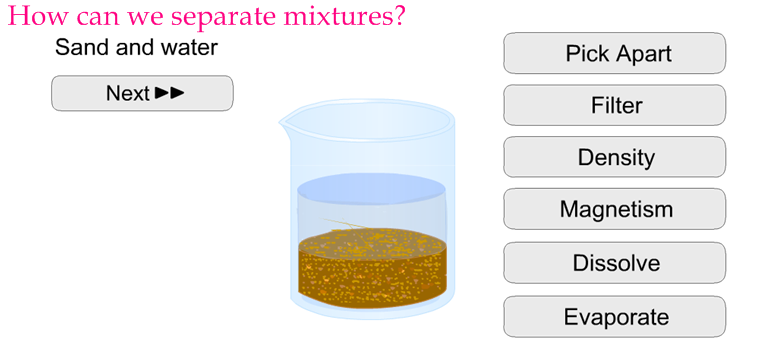 How can we separate mixtures?
Sand and water
Next
Pick Apart
Filter
Density
Magnetism
Dissolve
Evaporate